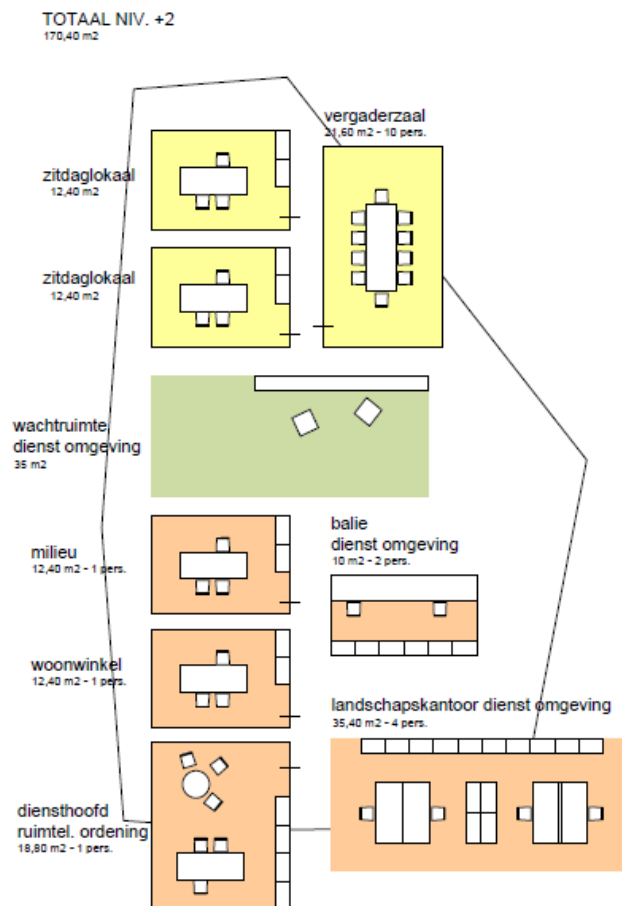 TOTAAL NIV. +2
170,40 m2
vergaderzaal
21,60 m2 - 10 pers.
zitdaglokaal
12,40 m2
zitdaglokaal
12,40 m2
wachtruimte
dienst omgeving
35 m2
balie
dienst omgeving
10 m2 - 2 pers.
milieu
12,40 m2 - 1 pers.
woonwinkel
12,40 m2 - 1 pers.
landschapskantoor dienst omgeving
35,40 m2 - 4 pers.
diensthoofd
ruimtel. ordening
18,80 m2 - 1 pers.